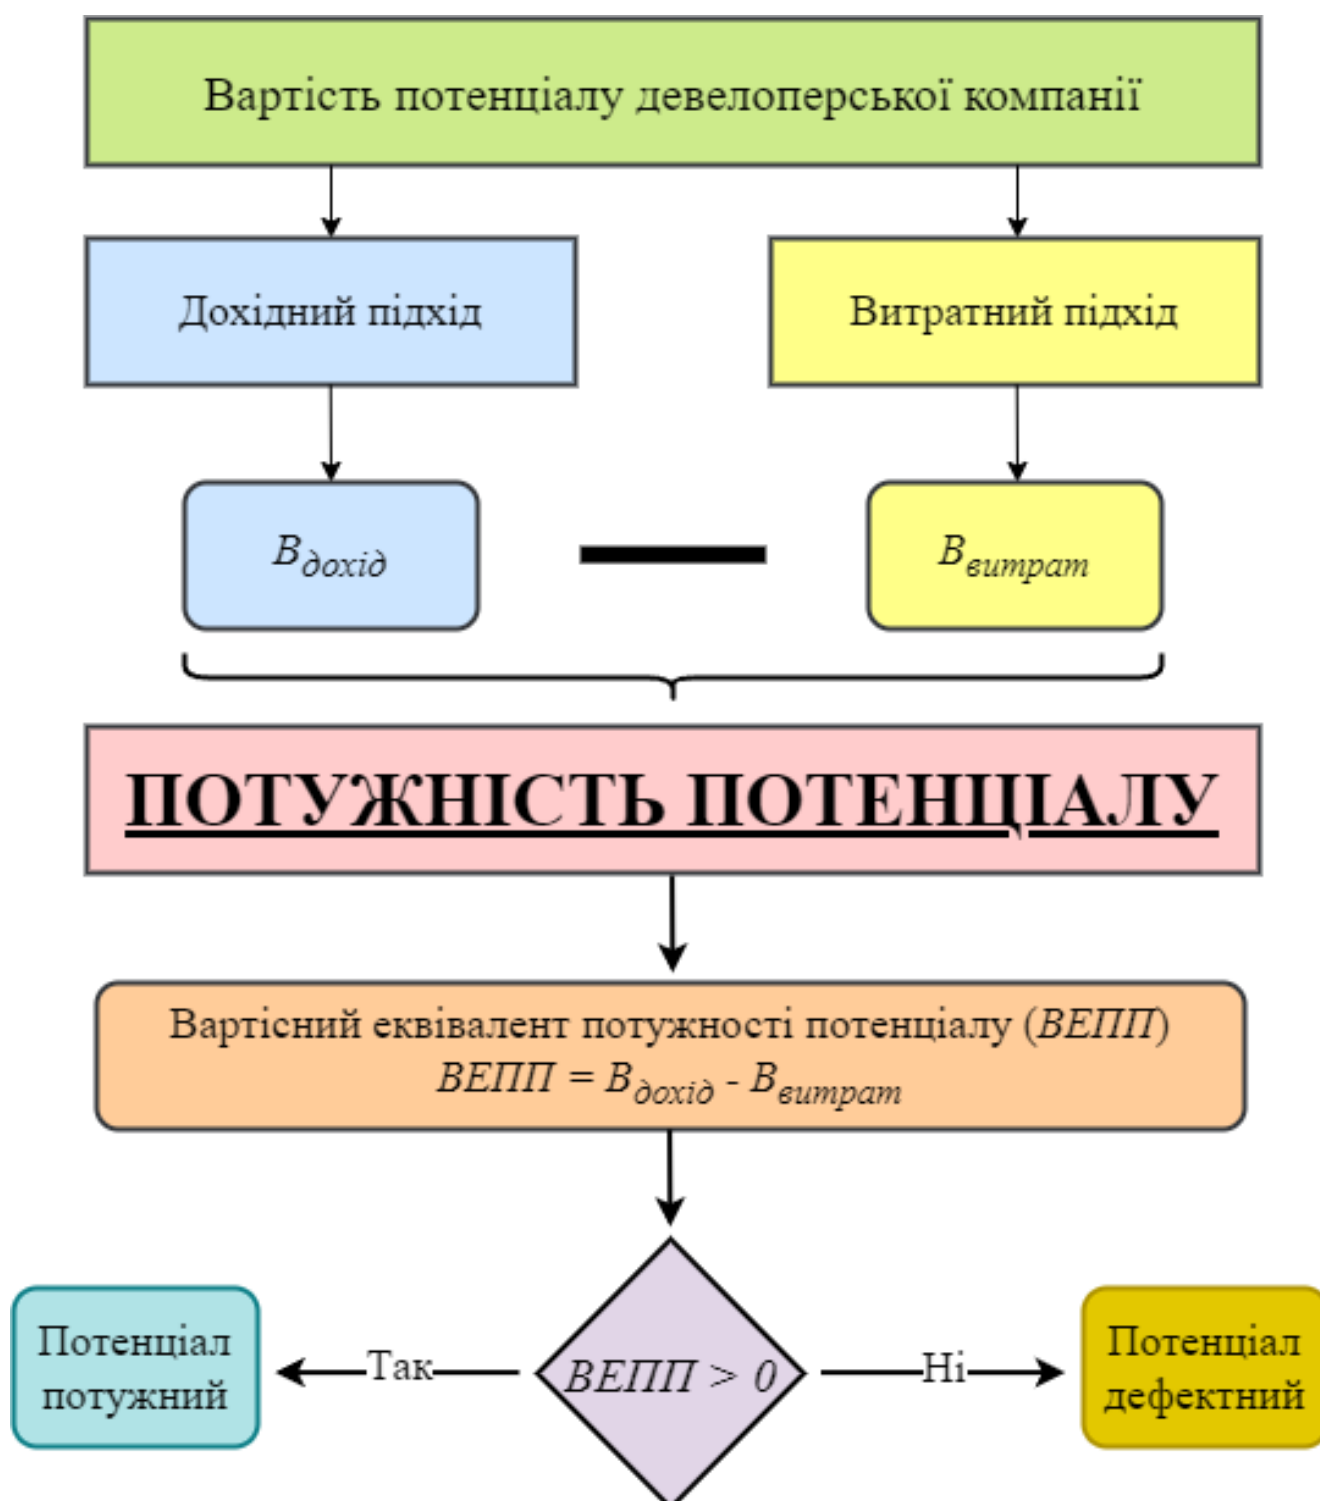 Вартість потенціалу девелоперської компанії
Дохідний підхід
Витратний підхід
Вдохід
Ввитрат
ПОТУЖНІСТЬ ПОТЕНЦІАЛУ
Вартісний еквівалент потужності потенціалу (ВЕПП)
ВЕПП = Вдохід - Ввитрат
Потенціал
потужний
Так
ВЕПП > 0
Ні
Потенціал
дефектний